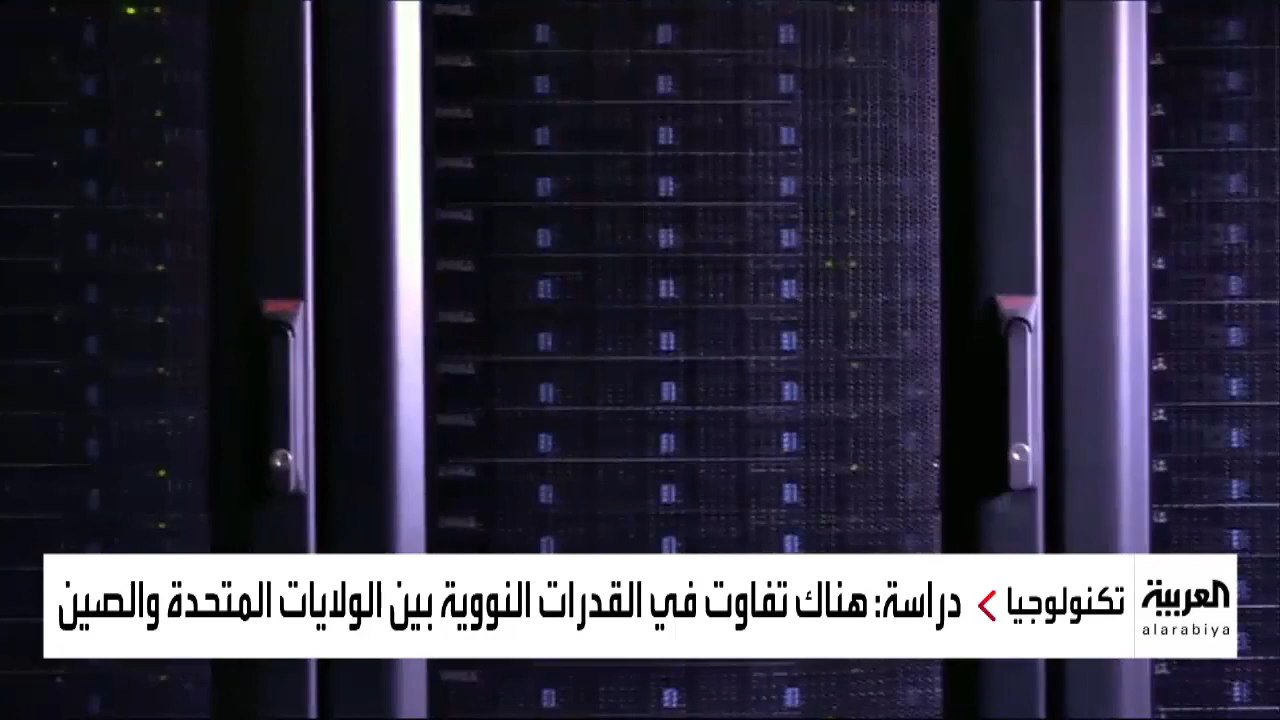 العربية
alarabiya
تكنولوجيا
دراسة: هناك تفاوت في القدرات النووية بين الولايات المتحدة والصين